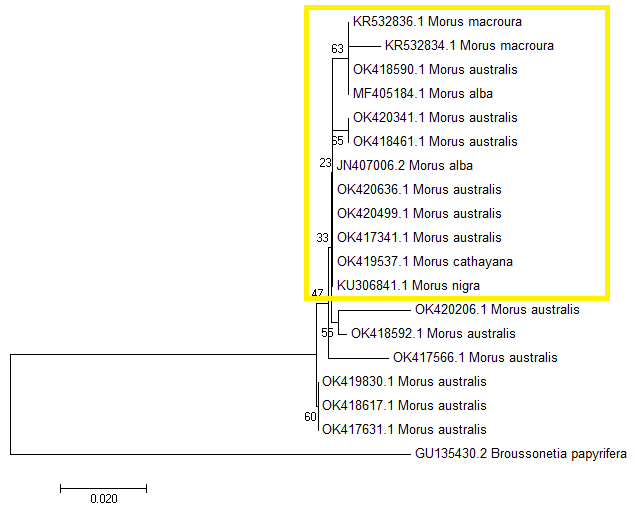 KR532836.1 Morus macroura
63
KR532834.1 Morus macroura
OK418590.1 Morus australis
MF405184.1 Morus alba
OK420341.1 Morus australis
65
OK418461.1 Morus australis
23
JN407006.2 Morus alba
OK420636.1 Morus australis
OK420499.1 Morus australis
33
OK417341.1 Morus australis
OK419537.1 Morus cathayana
KU306841.1 Morus nigra
47
OK420206.1 Morus australis
55
OK418592.1 Morus australis
OK417566.1 Morus australis
OK419830.1 Morus australis
OK418617.1 Morus australis
60
OK417631.1 Morus australis
GU135430.2 Broussonetia papyrifera
0.020